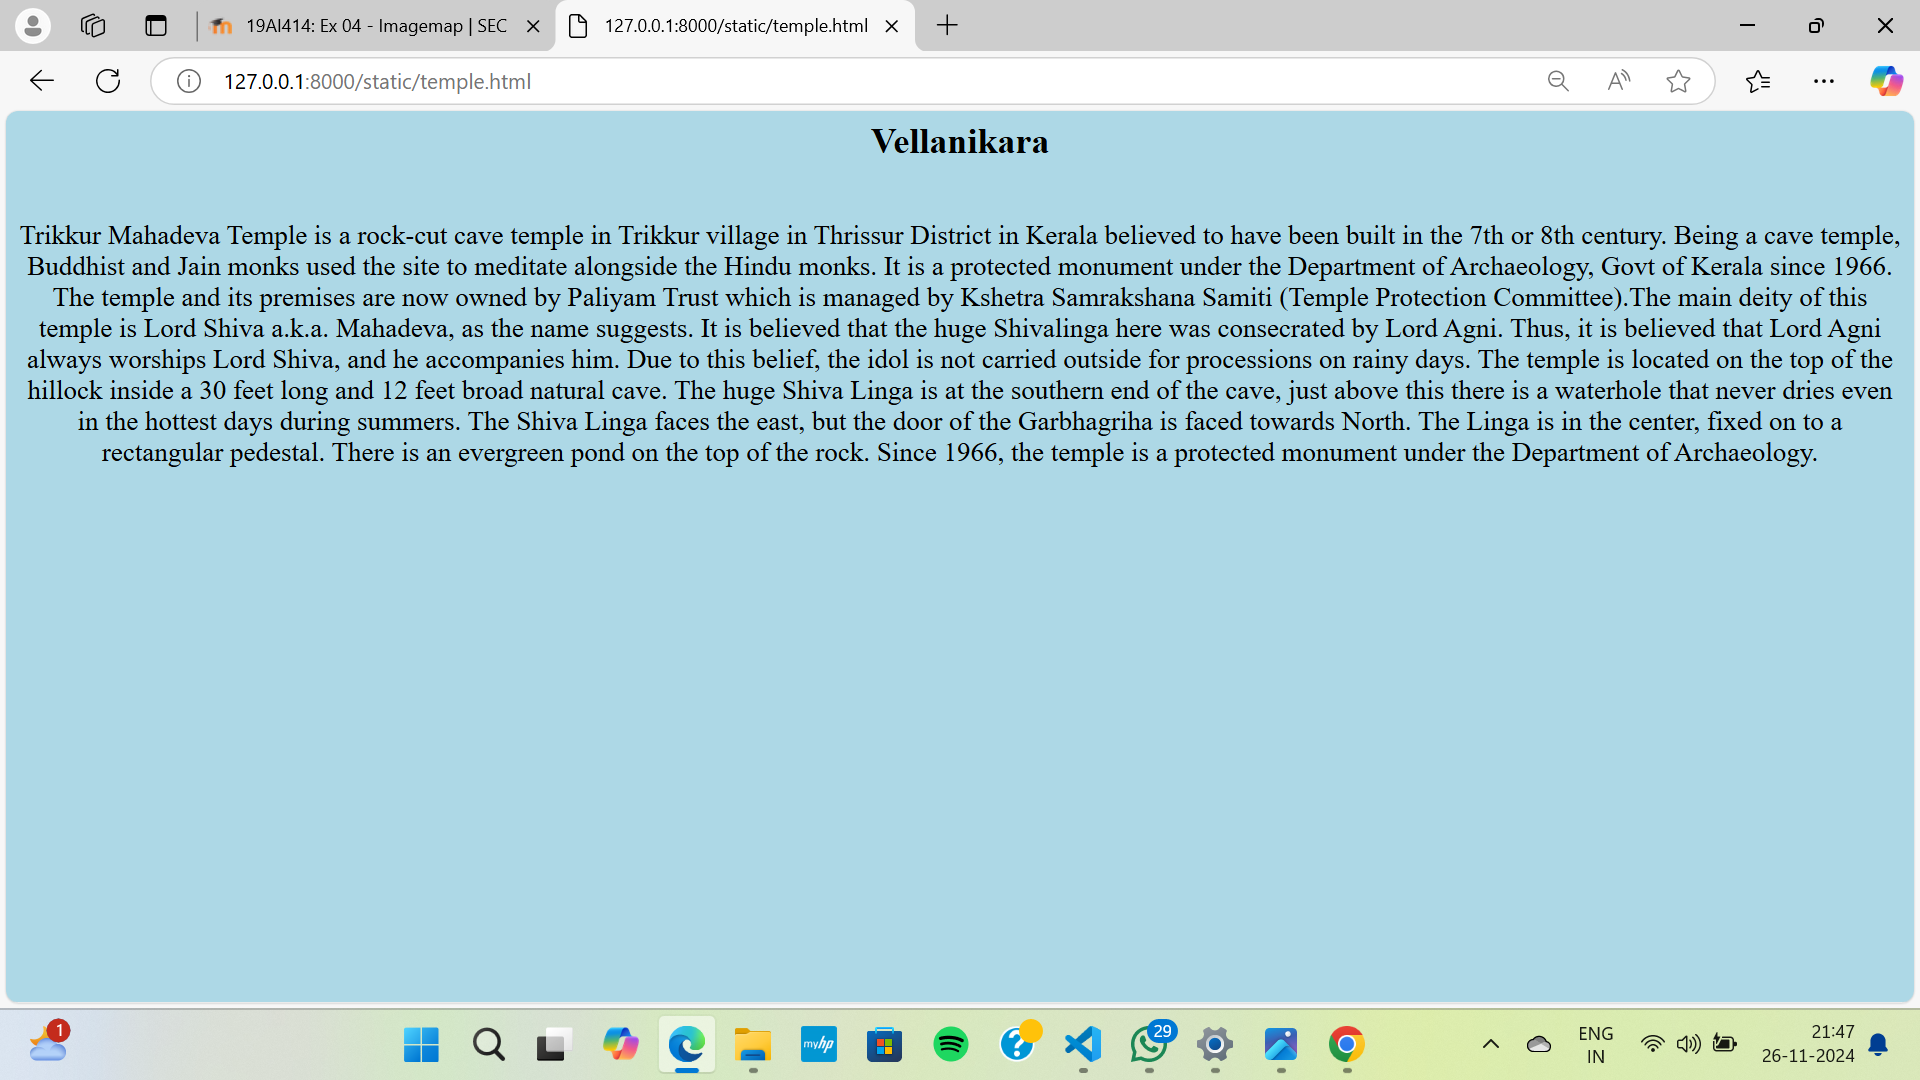 19AI414: Ex 04 - Imagemap | SEC
127.0.0.1:8000/static/temple.html
127.0.0.1:8000/static/temple.html
Vellanikara
Trikkur Mahadeva Temple is a rock-cut cave temple in Trikkur village in Thrissur District in Kerala believed to have been built in the 7th or 8th century. Being a cave temple,
Buddhist and Jain monks used the site to meditate alongside the Hindu monks. It is a protected monument under the Department of Archaeology, Govt of Kerala since 1966.
The temple and its premises are now owned by Paliyam Trust which is managed by Kshetra Samrakshana Samiti (Temple Protection Committee).The main deity of this
temple is Lord Shiva a.k.a. Mahadeva, as the name suggests. It is believed that the huge Shivalinga here was consecrated by Lord Agni. Thus, it is believed that Lord Agni
always worships Lord Shiva, and he accompanies him. Due to this belief, the idol is not carried outside for processions on rainy days. The temple is located on the top of the
hillock inside a 30 feet long and 12 feet broad natural cave. The huge Shiva Linga is at the southern end of the cave, just above this there is a waterhole that never dries even
in the hottest days during summers. The Shiva Linga faces the east, but the door of the Garbhagriha is faced towards North. The Linga is in the center, fixed on to a
rectangular pedestal. There is an evergreen pond on the top of the rock. Since 1966, the temple is a protected monument under the Department of Archaeology.
1
myhp
29
ENG
IN
21:47
26-11-2024